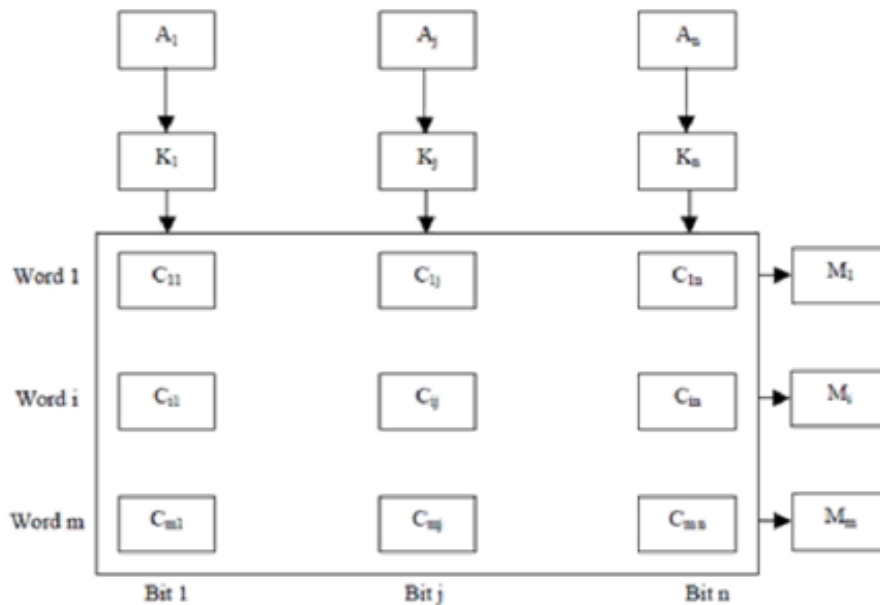 A₁ Aⱼ Aₙ
K₁ Kⱼ Kₙ
Word 1 C₁₁ C₁ⱼ C₁ₙ M₁
Word i Cᵢ₁ Cᵢⱼ Cᵢₙ Mᵢ
Word m Cₘ₁ Cₘⱼ Cₘₙ Mₘ
Bit 1 Bit j Bit n